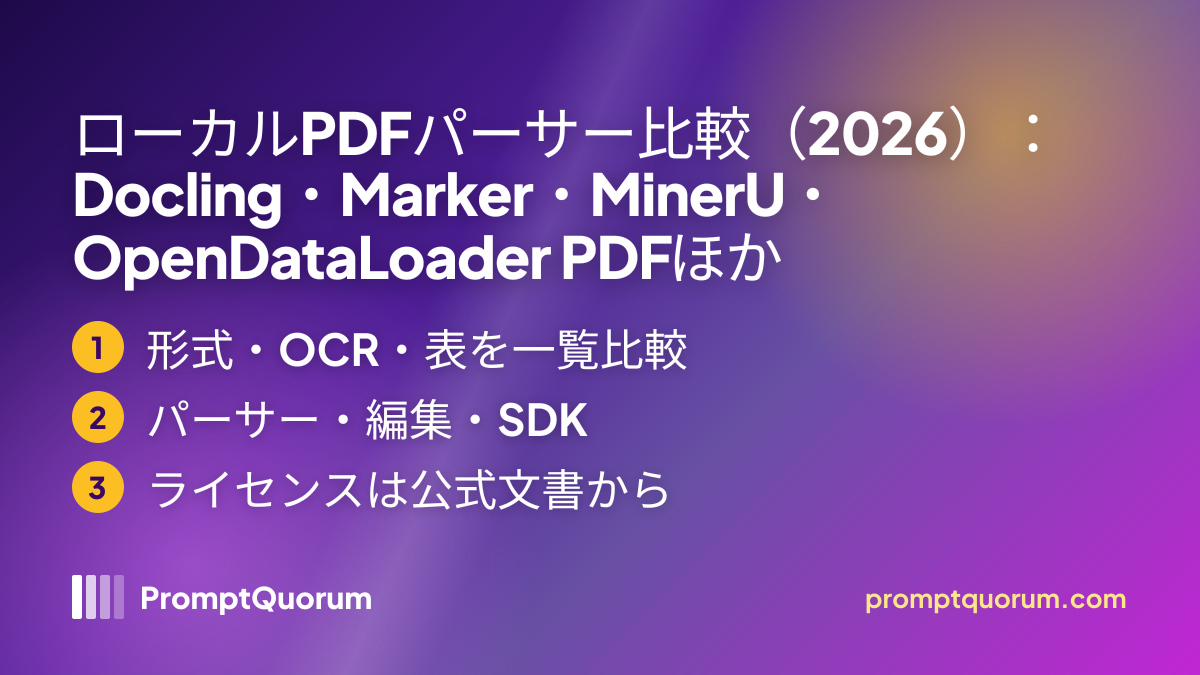 ローカルPDFパーサー比較（2026）：
Docling・Marker・MinerU・
OpenDataLoader PDFほか
1 形式・OCR・表を一覧比較
2 パーサー・編集・SDK
3 ライセンスは公式文書から
PromptQuorum
promptquorum.com